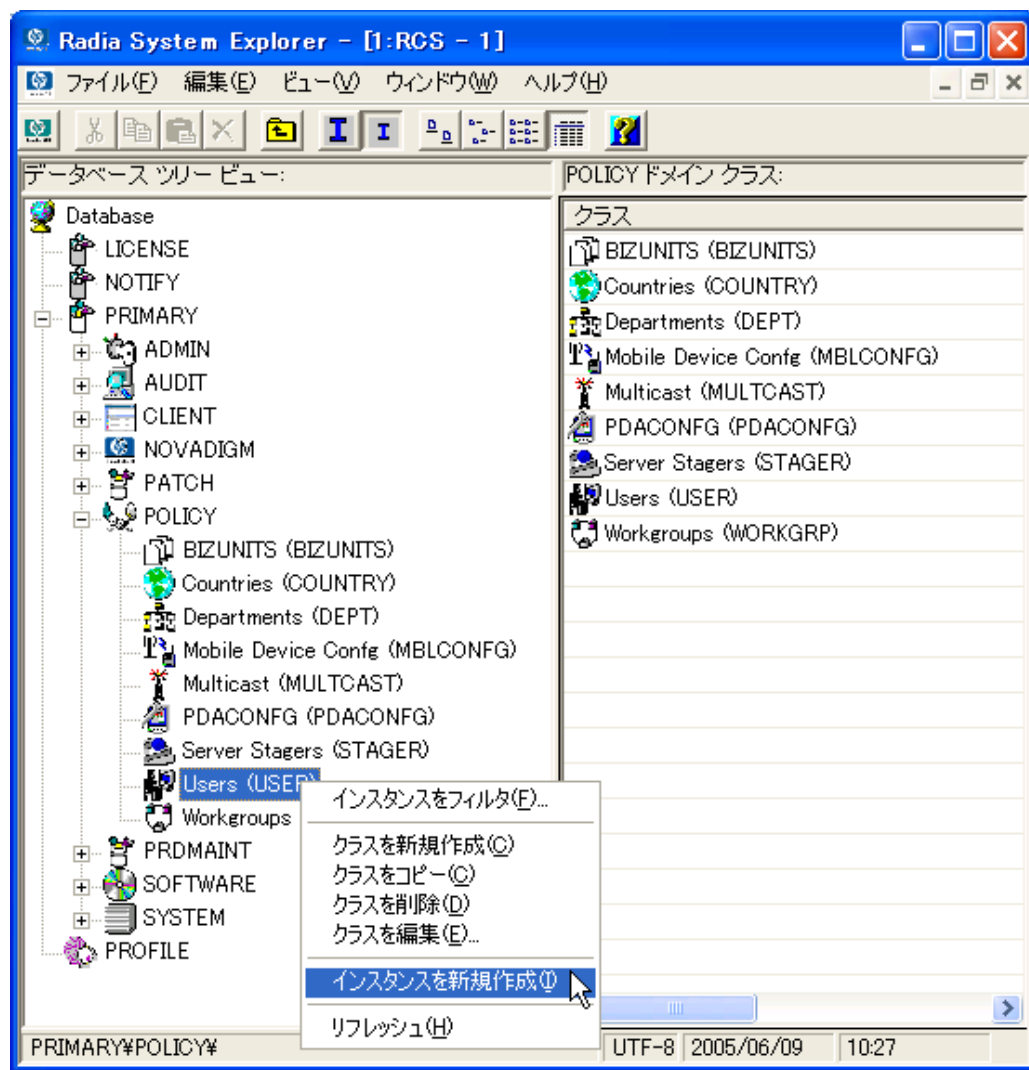 Radia System Explorer - [1:RCS - 1]
ファイル(F) 編集(E) ビュー(V) ウィンドウ(W) ヘルプ(H)
データベース ツリー ビュー:
Database
LICENSE
NOTIFY
PRIMARY
ADMIN
AUDIT
CLIENT
NOVADIGM
PATCH
POLICY
BIZUNITS (BIZUNITS)
Countries (COUNTRY)
Departments (DEPT)
Mobile Device Confg (MBLCONFG)
Multicast (MULTCAST)
PDACONFG (PDACONFG)
Server Stagers (STAGER)
Users (USER)
Workgroups
PRDMAINT
SOFTWARE
SYSTEM
PROFILE
インスタンスをフィルタ(F)...
クラスを新規作成(C)
クラスをコピー(C)
クラスを削除(D)
クラスを編集(E)...
インスタンスを新規作成(I)
リフレッシュ(H)
POLICY ドメイン クラス:
クラス
BIZUNITS (BIZUNITS)
Countries (COUNTRY)
Departments (DEPT)
Mobile Device Confg (MBLCONFG)
Multicast (MULTCAST)
PDACONFG (PDACONFG)
Server Stagers (STAGER)
Users (USER)
Workgroups (WORKGRP)
PRIMARY¥POLICY¥
UTF-8 2005/06/09 10:27